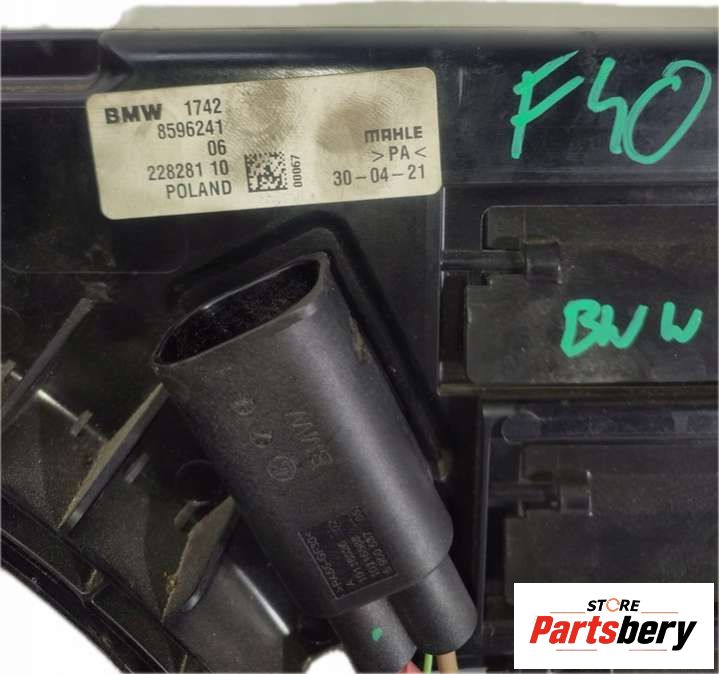 BMW 1742
8596241
06
228281 10
POLAND
00067
MAHLE
>PA<
30-04-21
F40
BMW
BMW
STORE
Partsbery